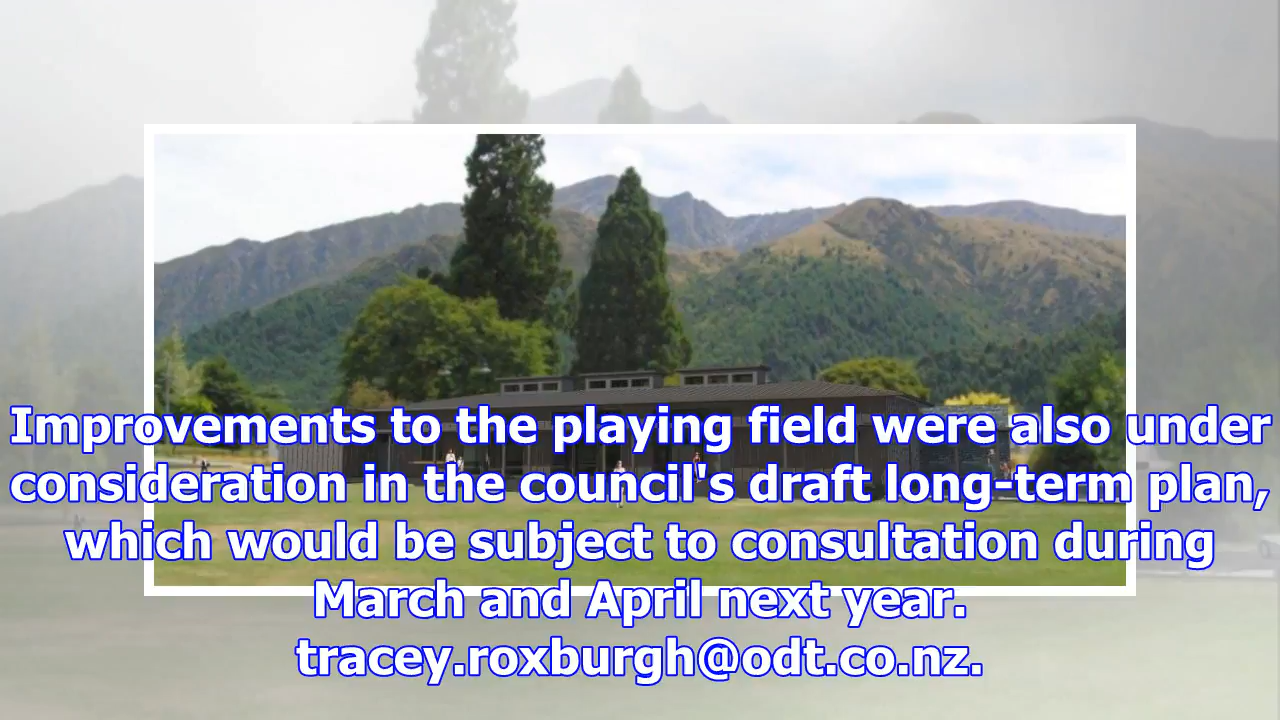 Improvements to the playing field were also under
consideration in the council's draft long-term plan,
which would be subject to consultation during
March and April next year.
tracey.roxburgh@odt.co.nz.